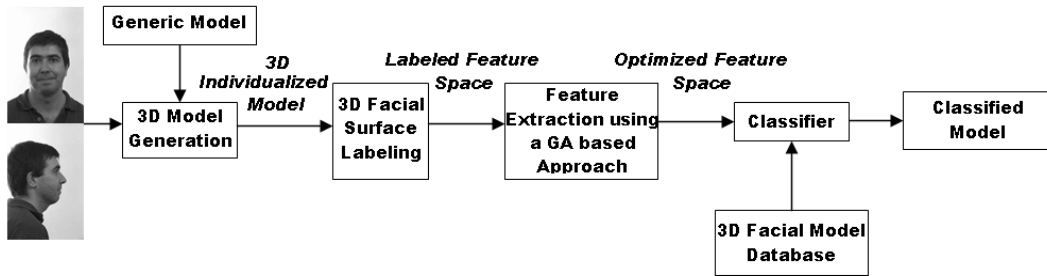 Generic Model
3D Model
Generation
3D
Individualized
Model
3D Facial
Surface
Labeling
Labeled Feature
Space
Feature
Extraction using
a GA based
Approach
Optimized Feature
Space
Classifier
Classified
Model
3D Facial Model
Database